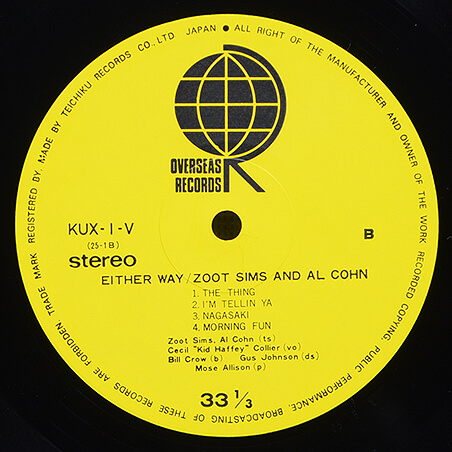 TRADE MARK REGISTERED. BY. MADE BY TEICHIKU RECORDS CO., LTD JAPAN ● ALL RIGHT OF THE MANUFACTURER AND OWNER OF THE WORK RECORDED COPYING, PUBLIC PERFORMANCE, BROADCASTING OF THESE RECORDS ARE FORBIDDEN.
OVERSEAS
RECORDS
KUX-1-V
(25-1B)
B
stereo
EITHER WAY/ZOOT SIMS AND AL COHN
1. THE THING
2. I'M TELLIN YA
3. NAGASAKI
4. MORNING FUN
Zoot Sims, Al Cohn (ts)
Cecil "Kid Haffey" Collier (vo)
Bill Crow (b) Gus Johnson (ds)
Mose Allison (p)
33 1/3